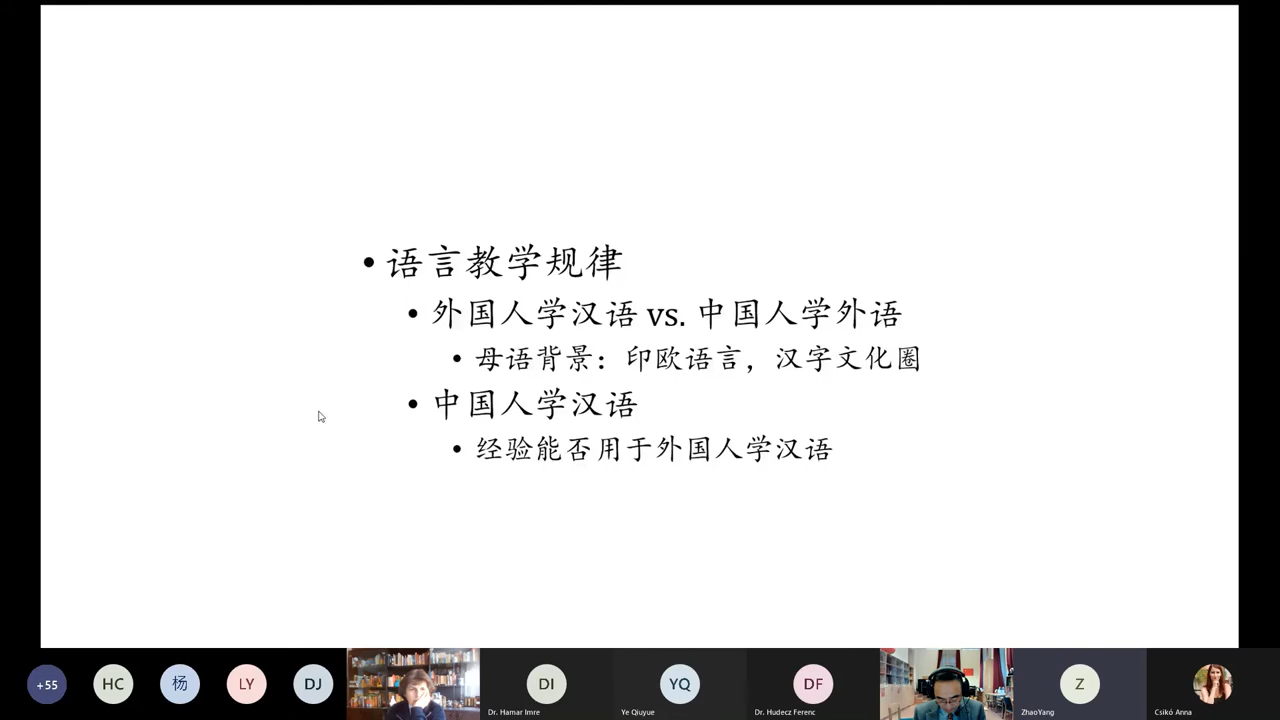 • 语言教学规律
• 外国人学汉语 vs. 中国人学外语
• 母语背景：印欧语言，汉字文化圈
• 中国人学汉语
• 经验能否用于外国人学汉语
+55
HC
杨
LY
DJ
DI
Dr. Hamar Imre
YQ
Ye Qiuyue
DF
Dr. Hudecz Ferenc
Z
ZhaoYang
Csikó Anna